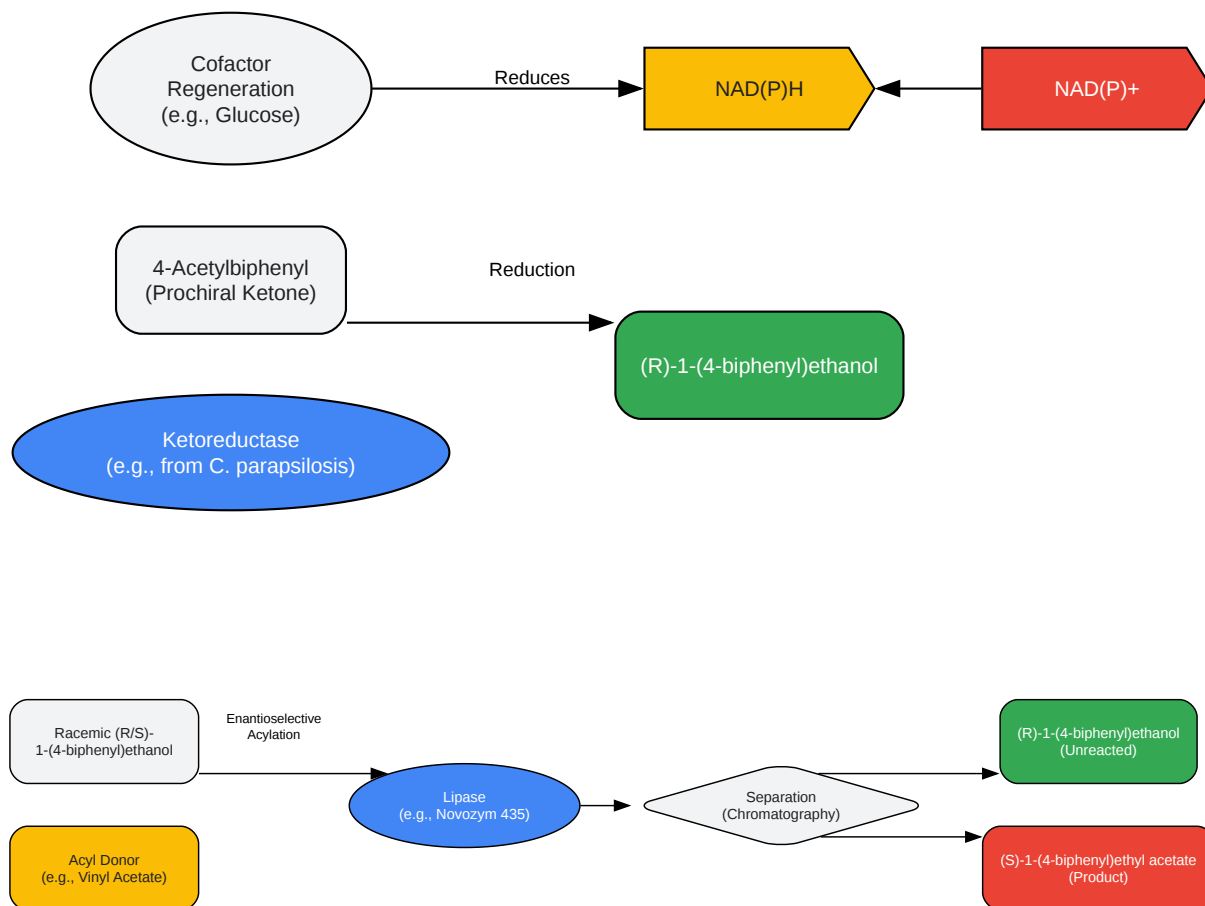 Cofactor
Regeneration
(e.g., Glucose)
Reduces
NAD(P)H
NAD(P)+
4-Acetylbiphenyl
(Prochiral Ketone)
Reduction
(R)-1-(4-biphenyl)ethanol
Ketoreductase
(e.g., from C. parapsilosis)
Racemic (R/S)-
1-(4-biphenyl)ethanol
Enantioselective
Acylation
Lipase
(e.g., Novozym 435)
Separation
(Chromatography)
(R)-1-(4-biphenyl)ethanol
(Unreacted)
Acyl Donor
(e.g., Vinyl Acetate)
(S)-1-(4-biphenyl)ethyl acetate
(Product)